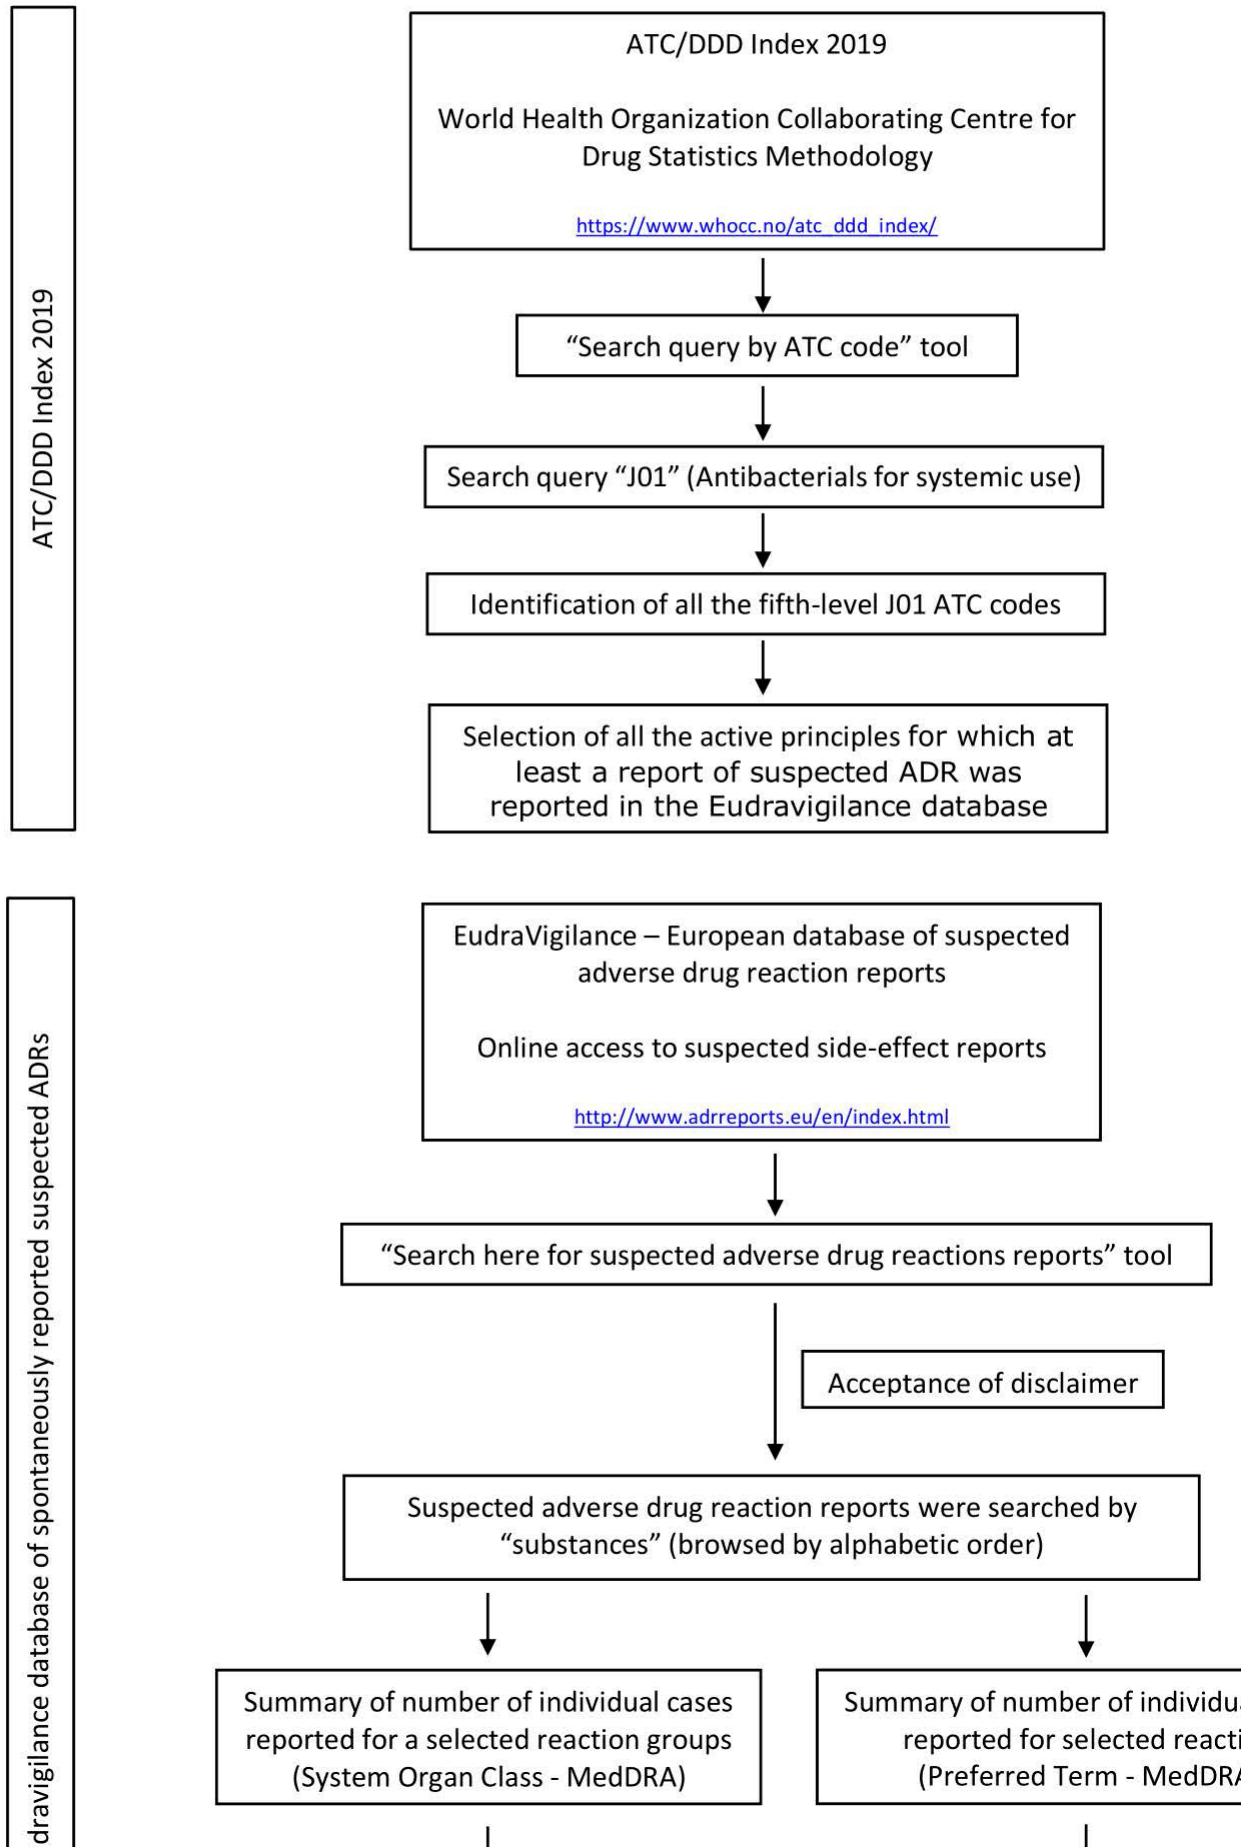 ATC/DDD Index 2019
ATC/DDD Index 2019
World Health Organization Collaborating Centre for
Drug Statistics Methodology
https://www.whocc.no/atc_ddd_index/
“Search query by ATC code” tool
Search query “J01” (Antibacterials for systemic use)
Identification of all the fifth-level J01 ATC codes
Selection of all the active principles for which at
least a report of suspected ADR was
reported in the Eudravigilance database
dravigilance database of spontaneously reported suspected ADRs
EudraVigilance – European database of suspected
adverse drug reaction reports
Online access to suspected side-effect reports
http://www.adrreports.eu/en/index.html
“Search here for suspected adverse drug reactions reports” tool
Acceptance of disclaimer
Suspected adverse drug reaction reports were searched by
“substances” (browsed by alphabetic order)
Summary of number of individual cases
reported for a selected reaction groups
(System Organ Class - MedDRA)
Summary of number of individu
reported for selected reacti
(Preferred Term - MedDRA